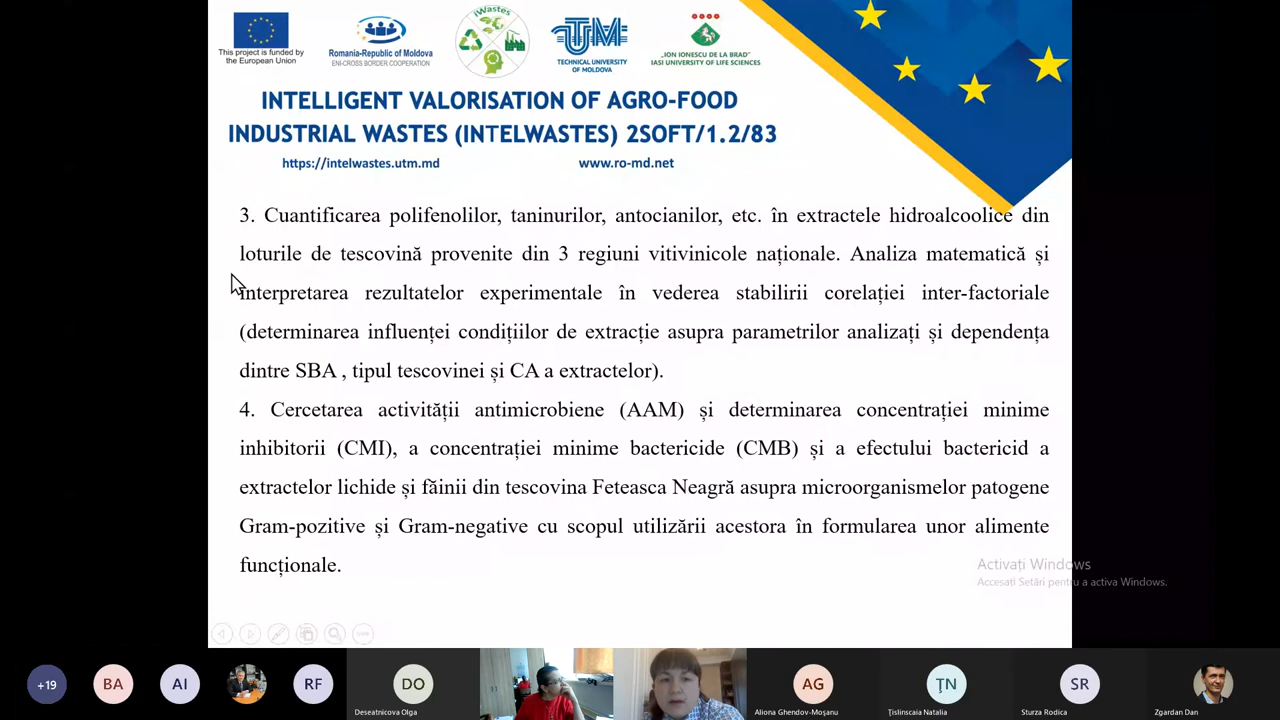 iWastes
UTM
This project is funded by
the European Union
Romania-Republic of Moldova
ENI-CROSS BORDER COOPERATION
TECHNICAL UNIVERSITY
OF MOLDOVA
„ION IONESCU DE LA BRAD”
IASI UNIVERSITY OF LIFE SCIENCES
INTELLIGENT VALORISATION OF AGRO-FOOD
INDUSTRIAL WASTES (INTELWASTES) 2SOFT/1.2/83
https://intelwastes.utm.md
www.ro-md.net
3. Cuantificarea polifenolilor, taninurilor, antocianilor, etc. în extractele hidroalcoolice din
loturile de tescovină provenite din 3 regiuni vitivinicole naționale. Analiza matematică și
interpretarea rezultatelor experimentale în vederea stabilirii corelației inter-factoriale
(determinarea influenței condițiilor de extracție asupra parametrilor analizați și dependența
dintre SBA , tipul tescovinei și CA a extractelor).
4. Cercetarea activității antimicrobiene (AAM) și determinarea concentrației minime
inhibitorii (CMI), a concentrației minime bactericide (CMB) și a efectului bactericid a
extractelor lichide și făinii din tescovina Feteasca Neagră asupra microorganismelor patogene
Gram-pozitive și Gram-negative cu scopul utilizării acestora în formularea unor alimente
funcționale.
Activați Windows
Accesați Setări pentru a activa Windows.
+19
BA
AI
RF
DO
Deseatnicova Olga
AG
Aliona Ghendov-Moşanu
ŢN
Ţislinscaia Natalia
SR
Sturza Rodica
Zgardan Dan